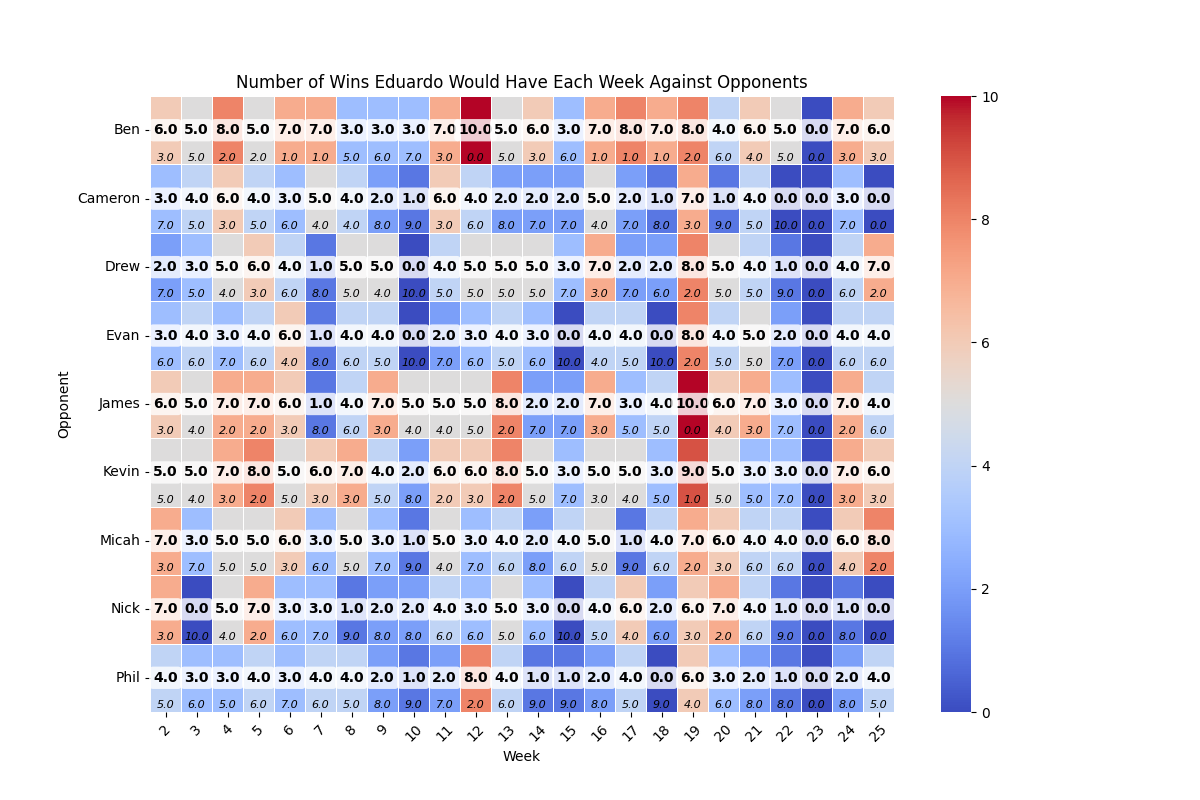 Number of Wins Eduardo Would Have Each Week Against Opponents
10
Ben 6.0 5.0 8.0 5.0 7.0 7.0 3.0 3.0 3.0 7.0 10.0 5.0 6.0 3.0 7.0 8.0 7.0 8.0 4.0 6.0 5.0 0.0 7.0 6.0
3.0 5.0 2.0 2.0 1.0 1.0 5.0 6.0 7.0 3.0 0.0 5.0 3.0 6.0 1.0 1.0 1.0 2.0 6.0 4.0 5.0 0.0 3.0 3.0
Cameron 3.0 4.0 6.0 4.0 3.0 5.0 4.0 2.0 1.0 6.0 4.0 2.0 2.0 2.0 5.0 2.0 1.0 7.0 1.0 4.0 0.0 0.0 3.0 0.0
7.0 5.0 3.0 5.0 6.0 4.0 4.0 8.0 9.0 3.0 6.0 8.0 7.0 7.0 4.0 7.0 8.0 3.0 9.0 5.0 10.0 0.0 7.0 0.0
8
Drew 2.0 3.0 5.0 6.0 4.0 1.0 5.0 5.0 0.0 4.0 5.0 5.0 5.0 3.0 7.0 2.0 2.0 8.0 5.0 4.0 1.0 0.0 4.0 7.0
7.0 5.0 4.0 3.0 6.0 8.0 5.0 4.0 10.0 5.0 5.0 5.0 5.0 7.0 3.0 7.0 6.0 2.0 5.0 5.0 9.0 0.0 6.0 2.0
Evan 3.0 4.0 3.0 4.0 6.0 1.0 4.0 4.0 0.0 2.0 3.0 4.0 3.0 0.0 4.0 4.0 0.0 8.0 4.0 5.0 2.0 0.0 4.0 4.0
6
6.0 6.0 7.0 6.0 4.0 8.0 6.0 5.0 10.0 7.0 6.0 5.0 6.0 10.0 4.0 5.0 10.0 2.0 5.0 5.0 7.0 0.0 6.0 6.0
Opponent
James 6.0 5.0 7.0 7.0 6.0 1.0 4.0 7.0 5.0 5.0 5.0 8.0 2.0 2.0 7.0 3.0 4.0 10.0 6.0 7.0 3.0 0.0 7.0 4.0
3.0 4.0 2.0 2.0 3.0 8.0 6.0 3.0 4.0 4.0 5.0 2.0 7.0 7.0 3.0 5.0 5.0 0.0 4.0 3.0 7.0 0.0 2.0 6.0
4
Kevin 5.0 5.0 7.0 8.0 5.0 6.0 7.0 4.0 2.0 6.0 6.0 8.0 5.0 3.0 5.0 5.0 3.0 9.0 5.0 3.0 3.0 0.0 7.0 6.0
5.0 4.0 3.0 2.0 5.0 3.0 3.0 5.0 8.0 2.0 3.0 2.0 5.0 7.0 3.0 4.0 5.0 1.0 5.0 5.0 7.0 0.0 3.0 3.0
Micah 7.0 3.0 5.0 5.0 6.0 3.0 5.0 3.0 1.0 5.0 3.0 4.0 2.0 4.0 5.0 1.0 4.0 7.0 6.0 4.0 4.0 0.0 6.0 8.0
3.0 7.0 5.0 5.0 3.0 6.0 5.0 7.0 9.0 4.0 7.0 6.0 8.0 6.0 5.0 9.0 6.0 2.0 3.0 6.0 6.0 0.0 4.0 2.0
2
Nick 7.0 0.0 5.0 7.0 3.0 3.0 1.0 2.0 2.0 4.0 3.0 5.0 3.0 0.0 4.0 6.0 2.0 6.0 7.0 4.0 1.0 0.0 1.0 0.0
3.0 10.0 4.0 2.0 6.0 7.0 9.0 8.0 8.0 6.0 6.0 5.0 6.0 10.0 5.0 4.0 6.0 3.0 2.0 6.0 9.0 0.0 8.0 0.0
Phil 4.0 3.0 3.0 4.0 3.0 4.0 4.0 2.0 1.0 2.0 8.0 4.0 1.0 1.0 2.0 4.0 0.0 6.0 3.0 2.0 1.0 0.0 2.0 4.0
5.0 6.0 5.0 6.0 7.0 6.0 5.0 8.0 9.0 7.0 2.0 6.0 9.0 9.0 8.0 5.0 9.0 4.0 6.0 8.0 8.0 0.0 8.0 5.0
0
2 3 4 5 6 7 8 9 10 11 12 13 14 15 16 17 18 19 20 21 22 23 24 25
Week